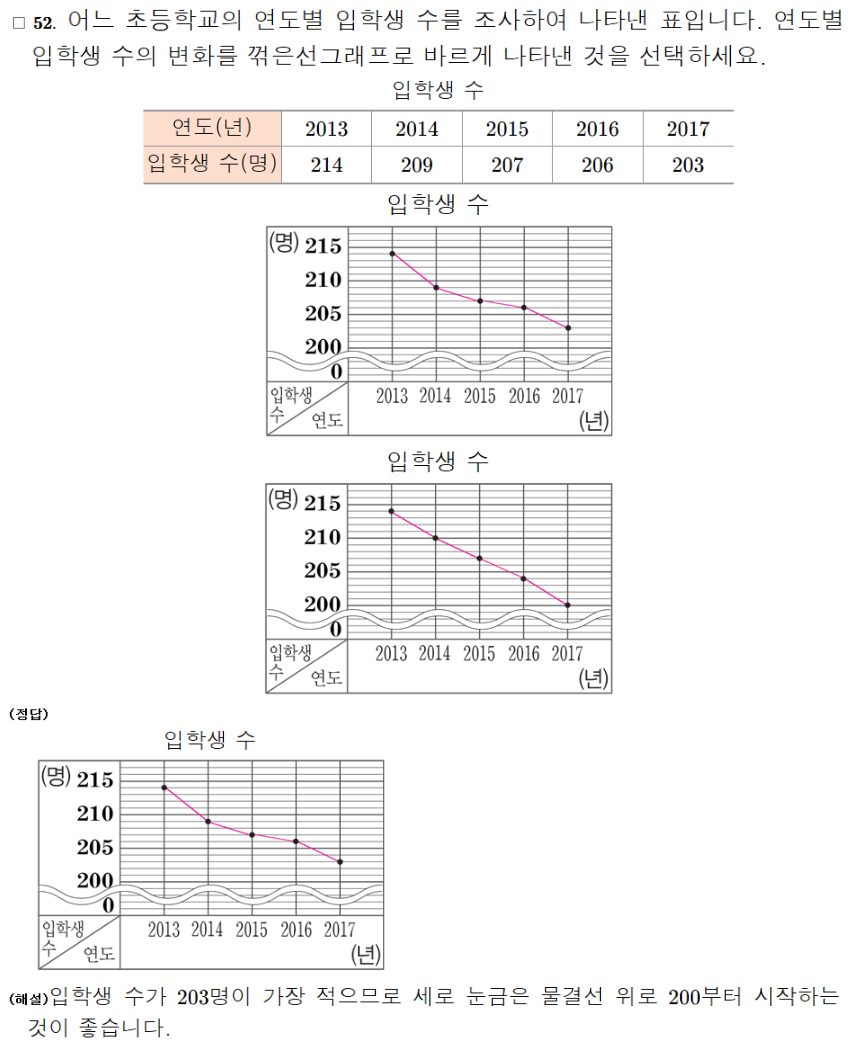 □ 52. 어느 초등학교의 연도별 입학생 수를 조사하여 나타낸 표입니다. 연도별
입학생 수의 변화를 꺾은선그래프로 바르게 나타낸 것을 선택하세요.
입학생 수
연도(년) 2013 2014 2015 2016 2017
입학생 수(명) 214 209 207 206 203
입학생 수
(명) 215
210
205
200
0
입학생 수 연도 2013 2014 2015 2016 2017
(년)
입학생 수
(명) 215
210
205
200
0
입학생 수 연도 2013 2014 2015 2016 2017
(년)
(정답)
입학생 수
(명) 215
210
205
200
0
입학생 수 연도 2013 2014 2015 2016 2017
(년)
(해설)입학생 수가 203명이 가장 적으므로 세로 눈금은 물결선 위로 200부터 시작하는
것이 좋습니다.